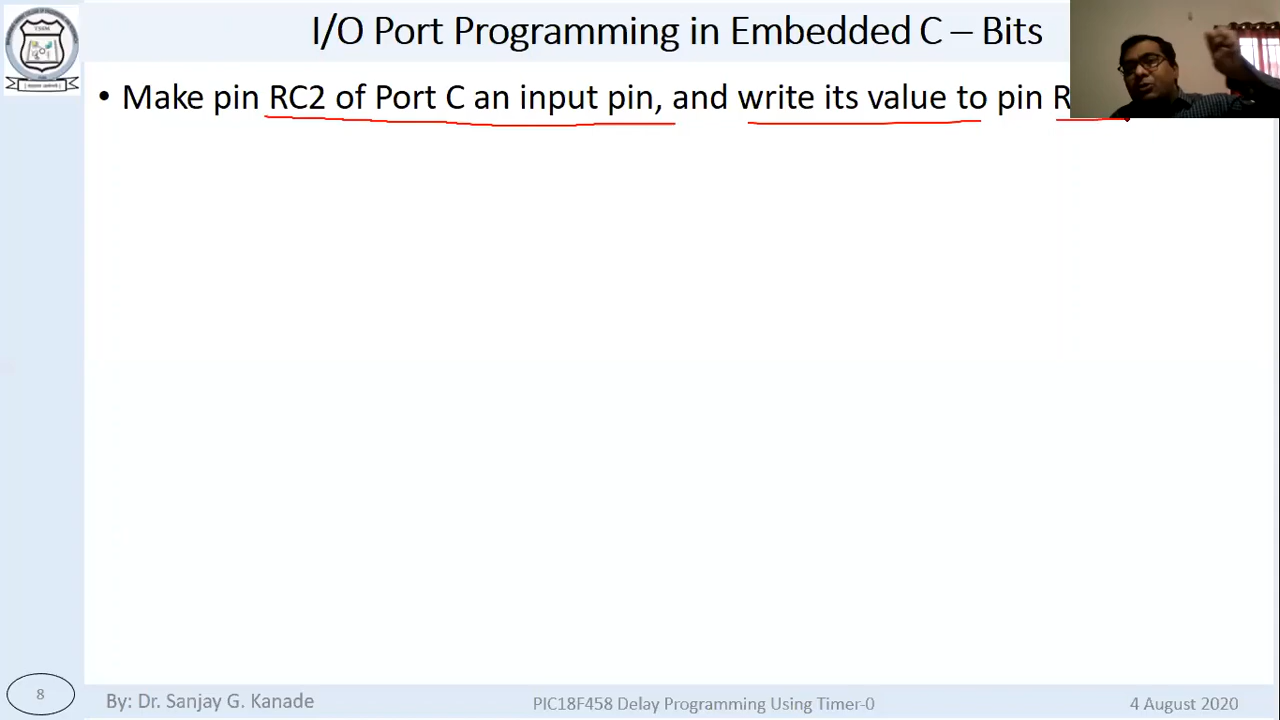 I/O Port Programming in Embedded C – Bits
• Make pin RC2 of Port C an input pin, and write its value to pin
8
By: Dr. Sanjay G. Kanade
PIC18F458 Delay Programming Using Timer-0
4 August 2020